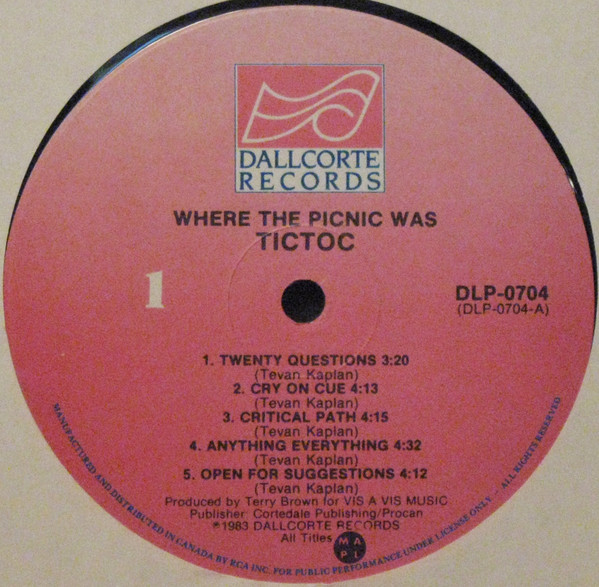 DALLCORTE
RECORDS
WHERE THE PICNIC WAS
TICTOC
1
DLP-0704
(DLP-0704-A)
1. TWENTY QUESTIONS 3:20
(Tevan Kaplan)
2. CRY ON CUE 4:13
(Tevan Kaplan)
3. CRITICAL PATH 4:15
(Tevan Kaplan)
4. ANYTHING EVERYTHING 4:32
(Tevan Kaplan)
5. OPEN FOR SUGGESTIONS 4:12
(Tevan Kaplan)
Produced by Terry Brown for VIS A VIS MUSIC
Publisher: Cortedale Publishing/Procan
℗1983 DALLCORTE RECORDS
All Titles MAPL
MANUFACTURED AND DISTRIBUTED IN CANADA BY RCA INC. FOR PUBLIC PERFORMANCE UNDER LICENSE ONLY. – ALL RIGHTS RESERVED